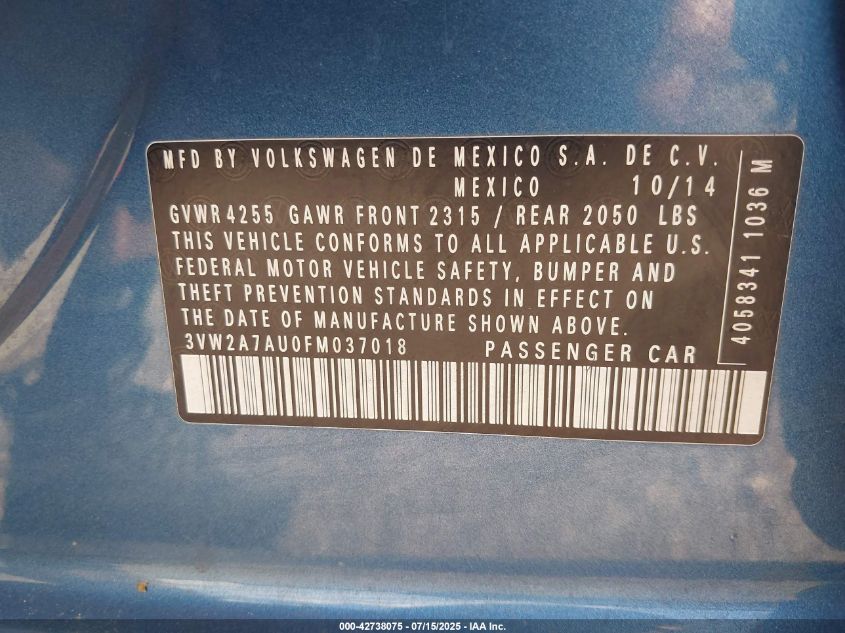 MFD BY VOLKSWAGEN DE MEXICO S.A. DE C.V.
MEXICO 10/14
GVWR 4255 GAWR FRONT 2315 / REAR 2050 LBS
THIS VEHICLE CONFORMS TO ALL APPLICABLE U.S.
FEDERAL MOTOR VEHICLE SAFETY, BUMPER AND
THEFT PREVENTION STANDARDS IN EFFECT ON
THE DATE OF MANUFACTURE SHOWN ABOVE.
3VW2A7AU0FM037018 PASSENGER CAR
4058341 1036 M
000-42738075 - 07/15/2025 - IAA Inc.